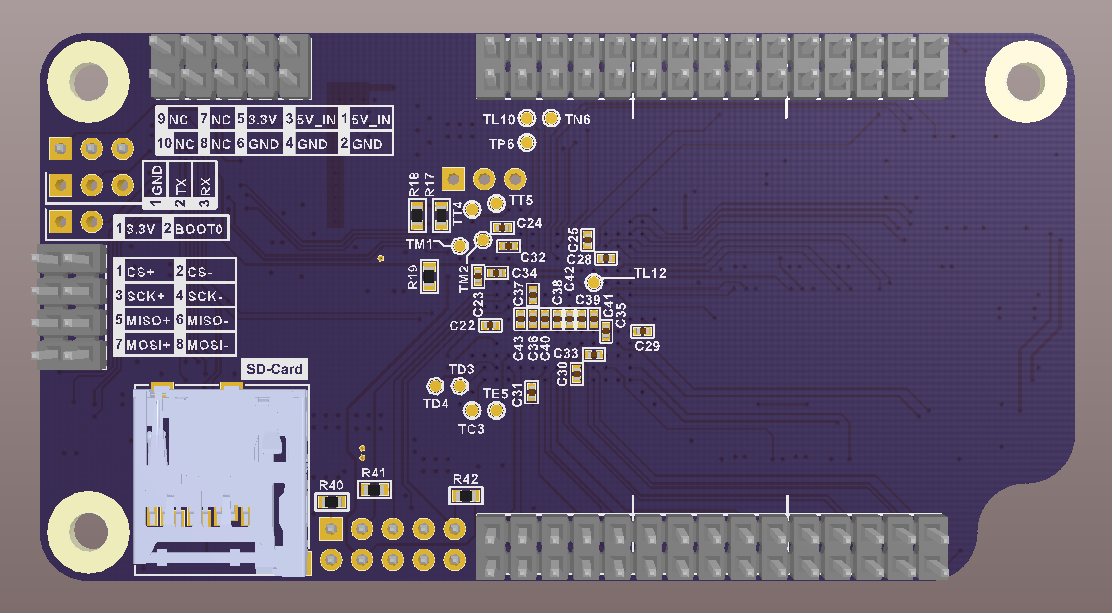 9 NC 7 NC 5 3.3V 3 5V_IN 1 5V_IN
10 NC 8 NC 6 GND 4 GND 2 GND
TL10 TN6
TP6
1 GND
2 TX
3 RX
1 3.3V 2 BOOT0
R18 R17
TT4 TT5
C24
TM1
C32
TM2
R19
C34
C23
C25
C28
C42
TL12
C37
C38
C39
C41
C35
C22
C43
C36
C40
C33
C29
C30
C31
1 CS+ 2 CS-
3 SCK+ 4 SCK-
5 MISO+ 6 MISO-
7 MOSI+ 8 MOSI-
SD-Card
TD3
TD4
TE5
TC3
R40
R41
R42